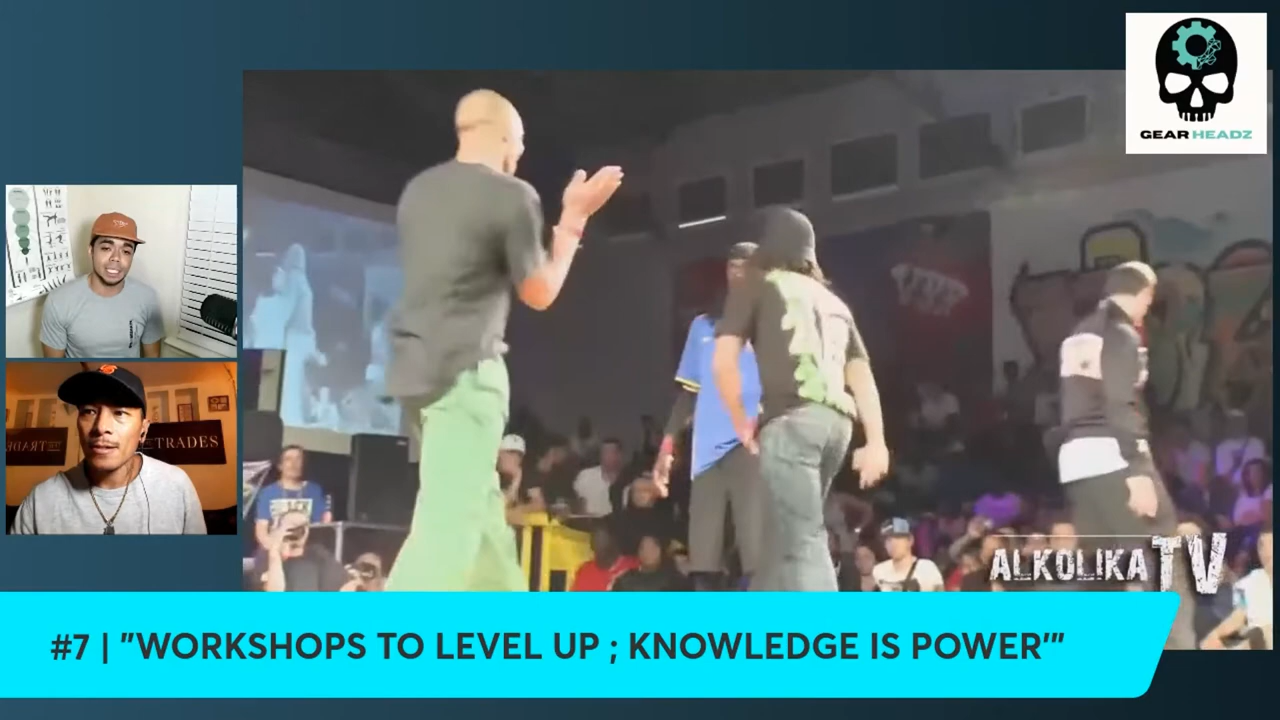 GEAR HEADZ
TRADES
ALKOLIKA TV
#7 | "WORKSHOPS TO LEVEL UP ; KNOWLEDGE IS POWER'"